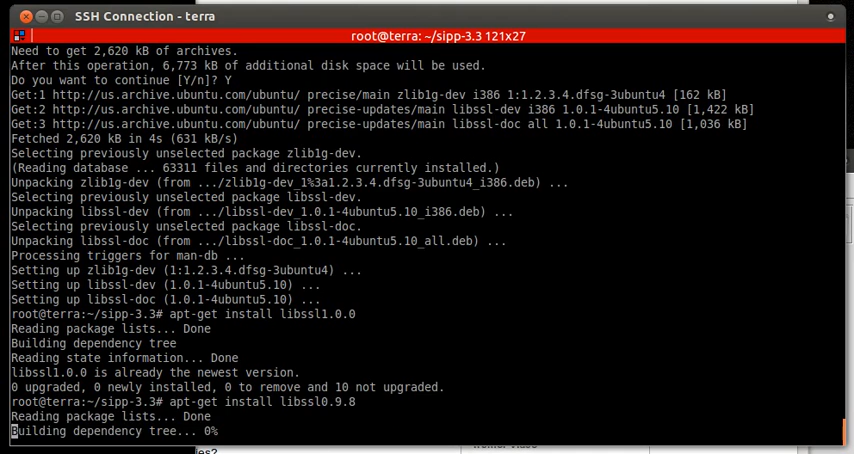 SSH Connection - terra
root@terra: ~/sipp-3.3 121x27
Need to get 2,620 kB of archives.
After this operation, 6,773 kB of additional disk space will be used.
Do you want to continue [Y/n]? Y
Get:1 http://us.archive.ubuntu.com/ubuntu/ precise/main zlib1g-dev i386 1:1.2.3.4.dfsg-3ubuntu4 [162 kB]
Get:2 http://us.archive.ubuntu.com/ubuntu/ precise-updates/main libssl-dev i386 1.0.1-4ubuntu5.10 [1,422 kB]
Get:3 http://us.archive.ubuntu.com/ubuntu/ precise-updates/main libssl-doc all 1.0.1-4ubuntu5.10 [1,036 kB]
Fetched 2,620 kB in 4s (631 kB/s)
Selecting previously unselected package zlib1g-dev.
(Reading database ... 63311 files and directories currently installed.)
Unpacking zlib1g-dev (from .../zlib1g-dev_1%3a1.2.3.4.dfsg-3ubuntu4_i386.deb) ...
Selecting previously unselected package libssl-dev.
Unpacking libssl-dev (from .../libssl-dev_1.0.1-4ubuntu5.10_i386.deb) ...
Selecting previously unselected package libssl-doc.
Unpacking libssl-doc (from .../libssl-doc_1.0.1-4ubuntu5.10_all.deb) ...
Processing triggers for man-db ...
Setting up zlib1g-dev (1:1.2.3.4.dfsg-3ubuntu4) ...
Setting up libssl-dev (1.0.1-4ubuntu5.10) ...
Setting up libssl-doc (1.0.1-4ubuntu5.10) ...
root@terra:~/sipp-3.3# apt-get install libssl1.0.0
Reading package lists... Done
Building dependency tree
Reading state information... Done
libssl1.0.0 is already the newest version.
0 upgraded, 0 newly installed, 0 to remove and 10 not upgraded.
root@terra:~/sipp-3.3# apt-get install libssl0.9.8
Reading package lists... Done
Building dependency tree... 0%